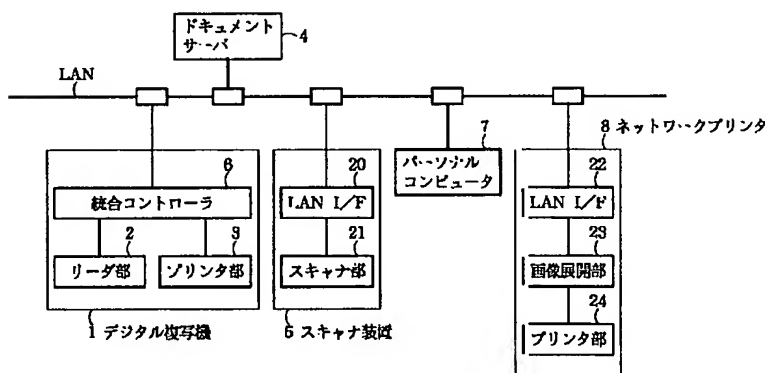 ドキュメント
サーバ
4
LAN
7
8 ネットワークプリンタ
パーソナル
コンピュータ
6
統合コントローラ
20
LAN I/F
22
LAN I/F
2
リーダ部
3
プリンタ部
21
スキャナ部
23
画像展開部
24
プリンタ部
1 デジタル複写機
5 スキャナ装置